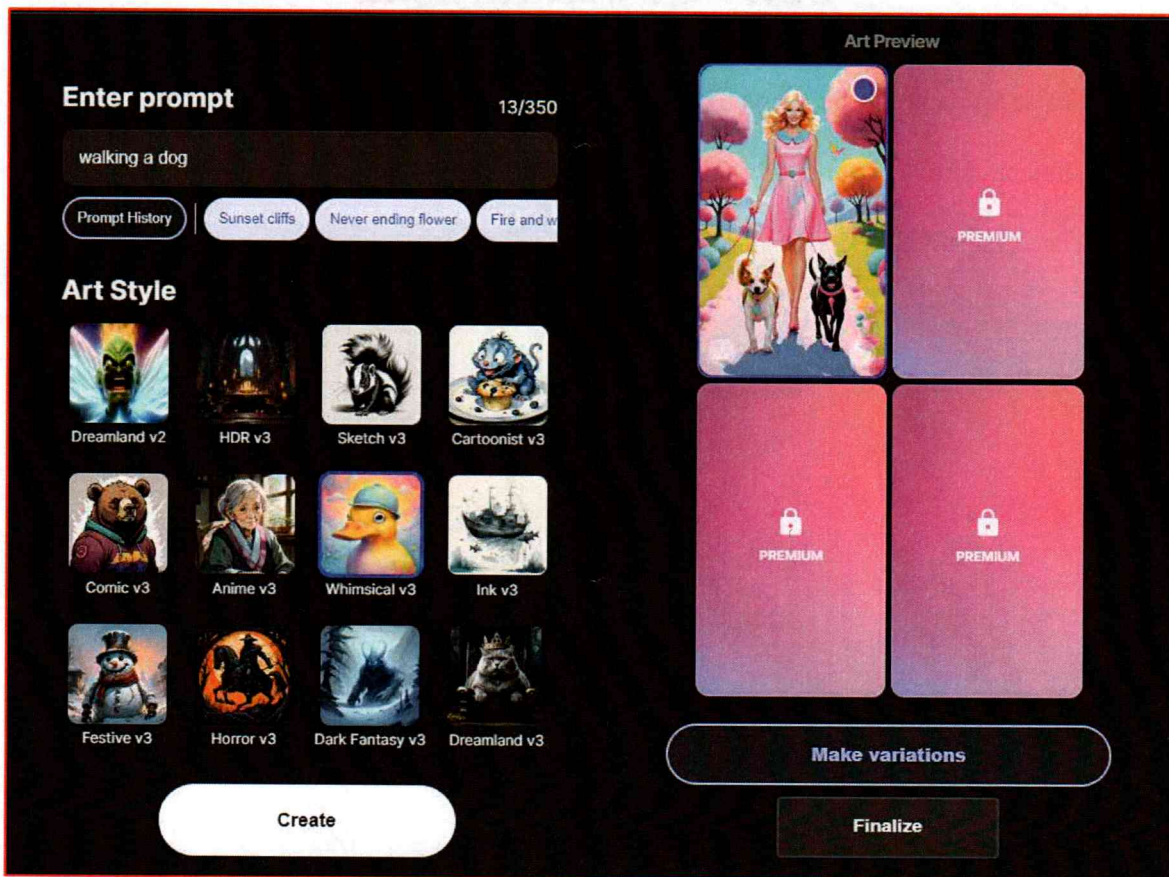 Enter prompt
13/350
walking a dog
Prompt History
Sunset cliffs
Never ending flower
Fire and w
Art Style
Dreamland v2
HDR v3
Sketch v3
Cartoonist v3
Comic v3
Anime v3
Whimsical v3
Ink v3
Festive v3
Horror v3
Dark Fantasy v3
Dreamland v3
Create
Art Preview
PREMIUM
PREMIUM
PREMIUM
Make variations
Finalize